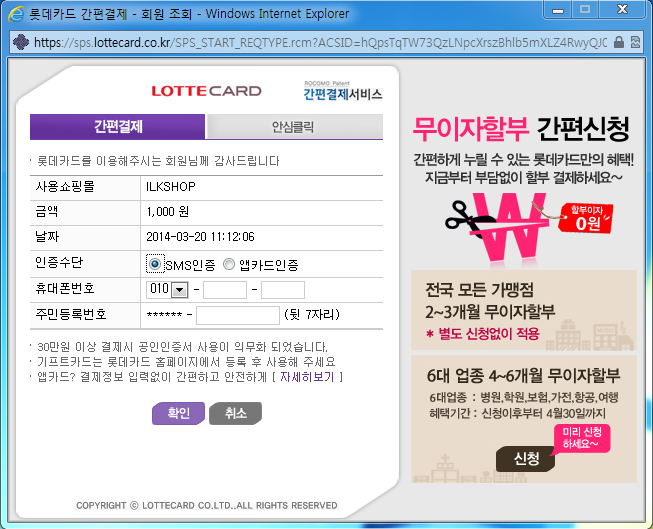 롯데카드 간편결제 - 회원 조회 - Windows Internet Explorer
https://sps.lottecard.co.kr/SPS_START_REQTYPE.rcm?ACSID=hQpsTqTW73QzLNpcXrszBhlb5mXLZ4RwyQJC
LOTTECARD
ROCOMO Patent
간편결제서비스
간편결제
안심클릭
· 롯데카드를 이용해주시는 회원님께 감사드립니다
사용쇼핑몰 ILKSHOP
금액 1,000 원
날짜 2014-03-20 11:12:06
인증수단 SMS인증 앱카드인증
휴대폰번호 010 - -
주민등록번호 ****** - (뒷 7자리)
· 30만원 이상 결제시 공인인증서 사용이 의무화 되었습니다.
· 기프트카드는 롯데카드 홈페이지에서 등록 후 사용해 주세요
· 앱카드? 결제정보 입력없이 간편하고 안전하게 [ 자세히보기 ]
확인 취소
COPYRIGHT ⓒ LOTTECARD CO.LTD..ALL RIGHTS RESERVED
무이자할부 간편신청
간편하게 누릴 수 있는 롯데카드만의 혜택!
지금부터 부담없이 할부 결제하세요~
할부이자
0원
전국 모든 가맹점
2~3개월 무이자할부
* 별도 신청없이 적용
6대 업종 4~6개월 무이자할부
6대업종 : 병원,학원,보험,가전,항공,여행
혜택기간 : 신청이후부터 4월30일까지
미리 신청
하세요~
신청